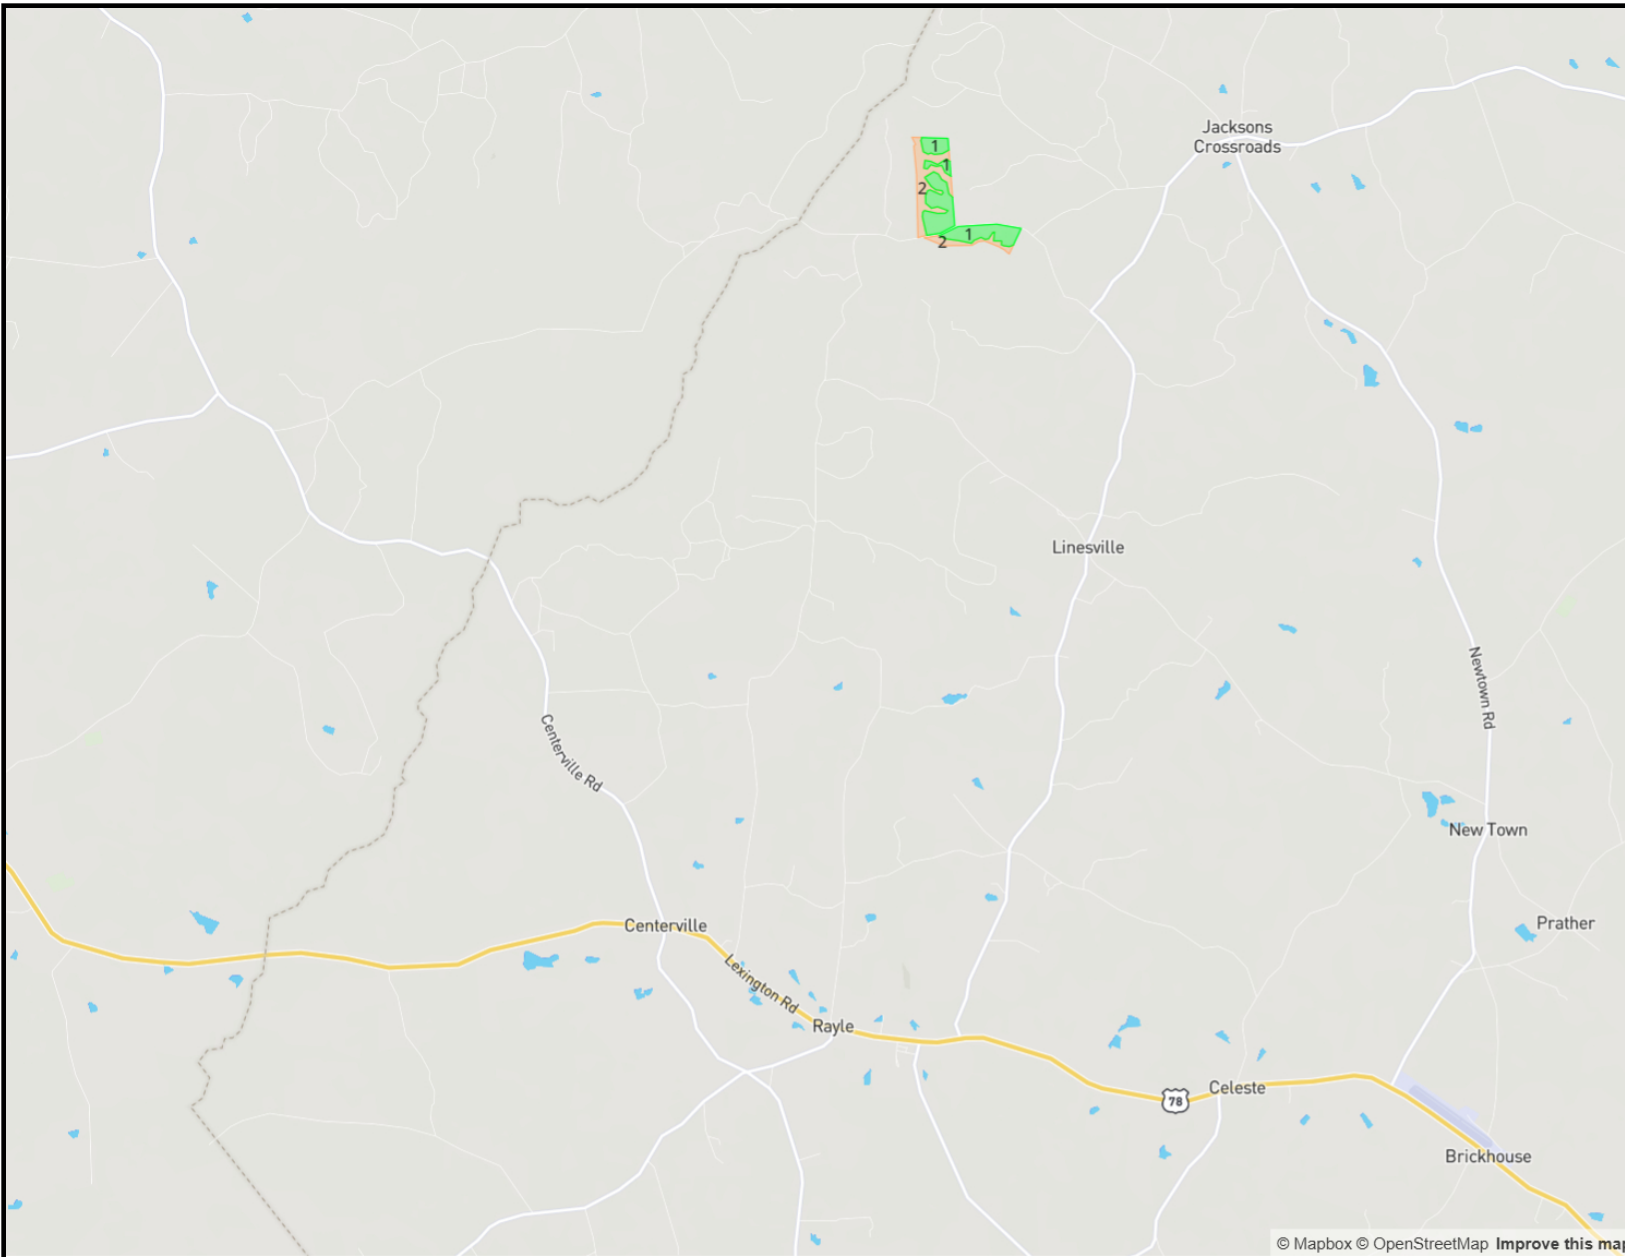 Jacksons
Crossroads
1
1
2
1
2
Linesville
Newtown Rd
Centerville Rd
New Town
Prather
Centerville
Lexington Rd
Rayle
Celeste
78
Brickhouse
© Mapbox © OpenStreetMap Improve this map